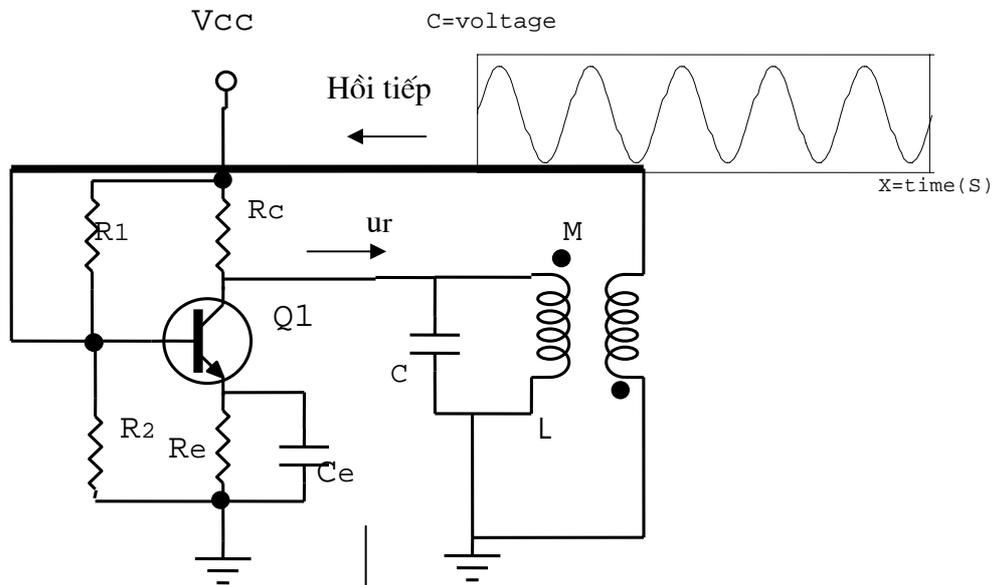 Vcc
C=voltage
Hồi tiếp
X=time(S)
R1
Rc
ur
M
Q1
C
R2
Re
Ce
L